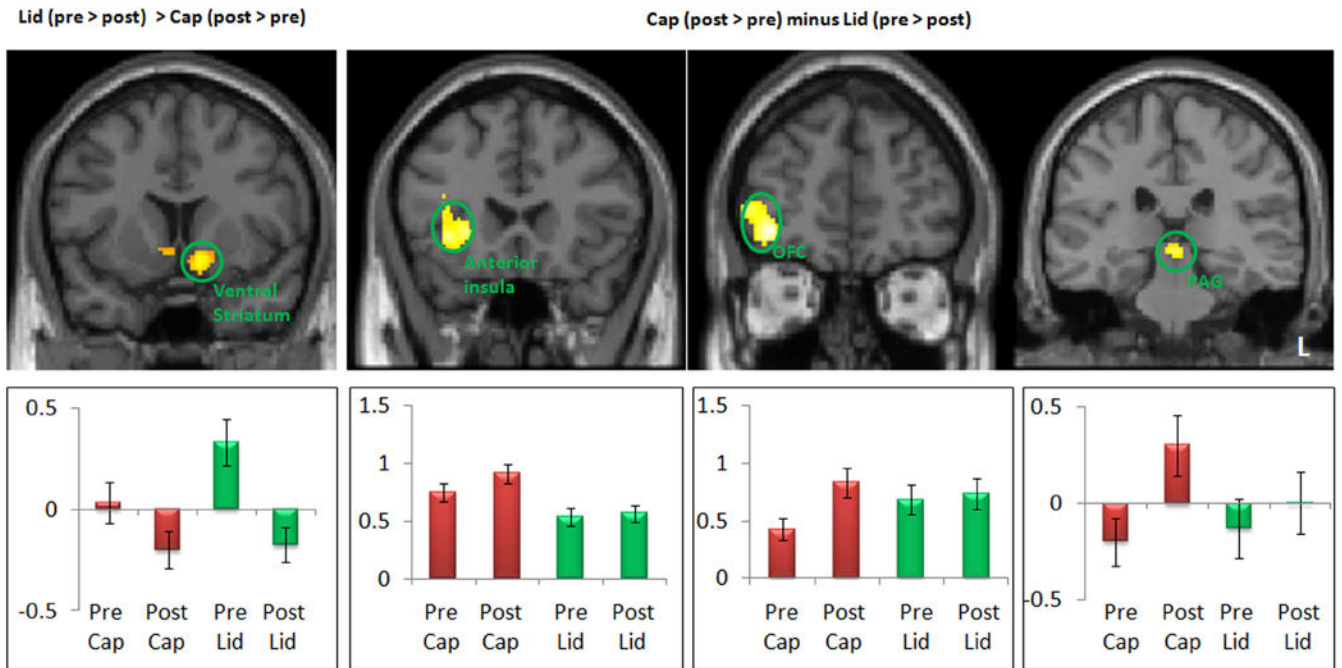 Lid (pre > post) > Cap (post > pre)
Cap (post > pre) minus Lid (pre > post)
Ventral
Striatum
Anterior
insula
OFC
PAG
L
0.5
0
-0.5
Pre Post Pre Post
Cap Cap Lid Lid
1.5
1
0.5
0
Pre Post Pre Post
Cap Cap Lid Lid
1.5
1
0.5
0
Pre Post Pre Post
Cap Cap Lid Lid
0.5
0
-0.5
Pre Post Pre Post
Cap Cap Lid Lid